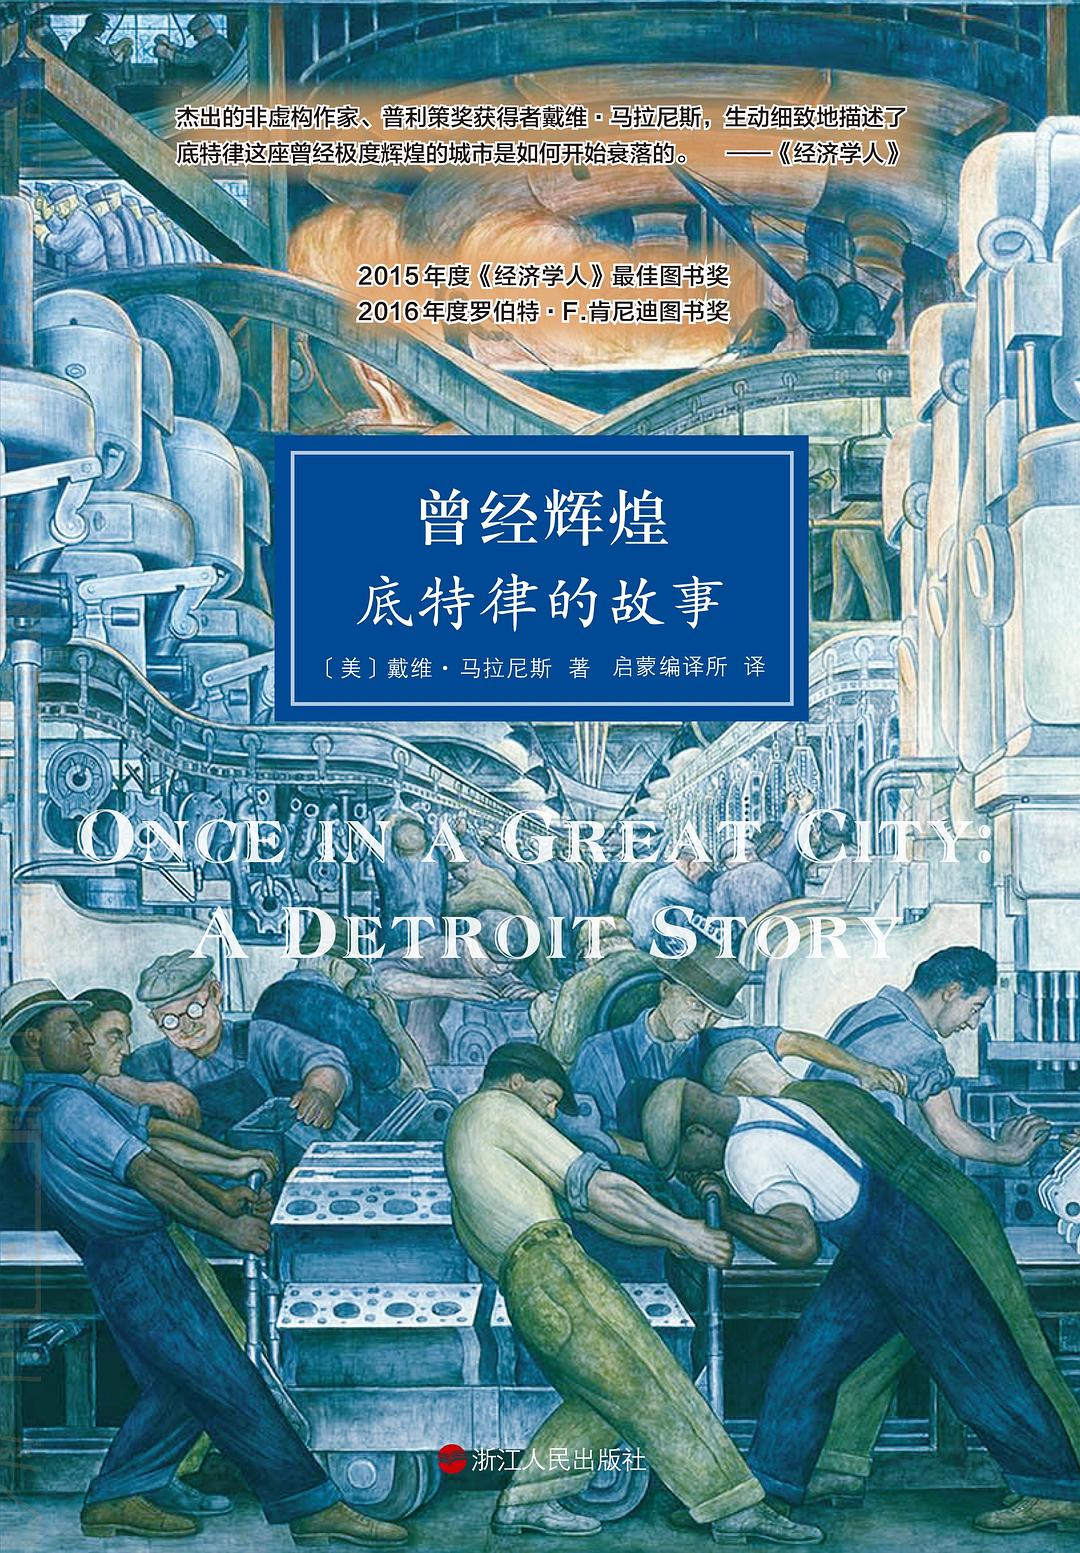 杰出的非虚构作家、普利策奖获得者戴维·马拉尼斯，生动细致地描述了
底特律这座曾经极度辉煌的城市是如何开始衰落的。 ——《经济学人》
2015年度《经济学人》最佳图书奖
2016年度罗伯特·F.肯尼迪图书奖
曾经辉煌
底特律的故事
〔美〕戴维·马拉尼斯 著 启蒙编译所 译
ONCE IN A GREAT CITY:
A DETROIT STORY
浙江人民出版社